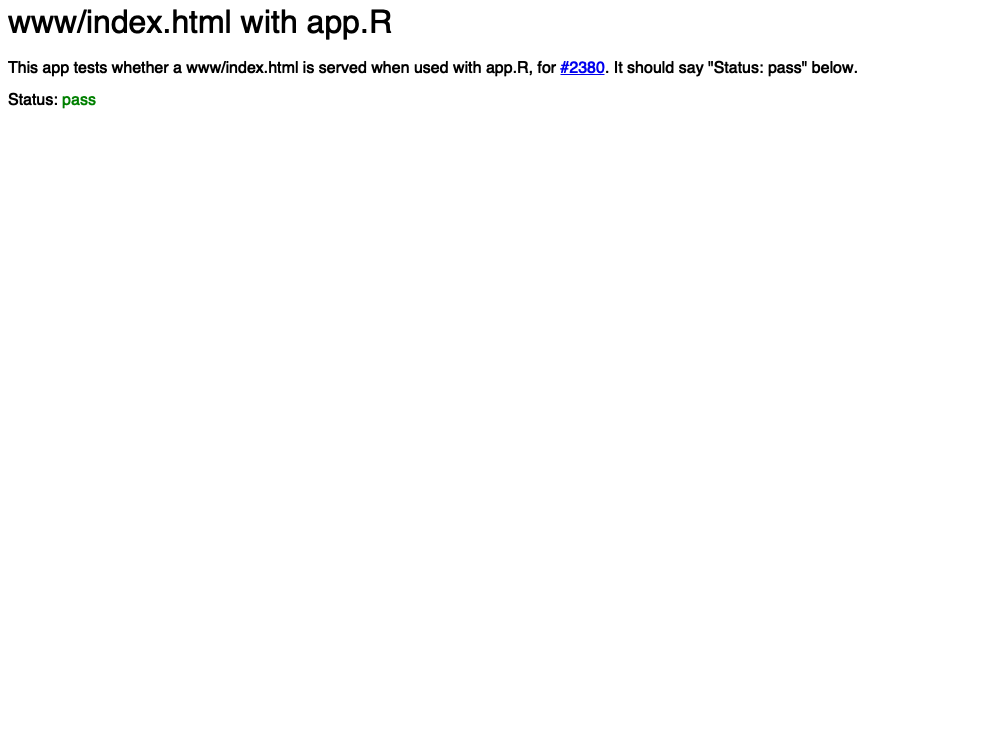 www/index.html with app.R
This app tests whether a www/index.html is served when used with app.R, for #2380. It should say "Status: pass" below.
Status: pass